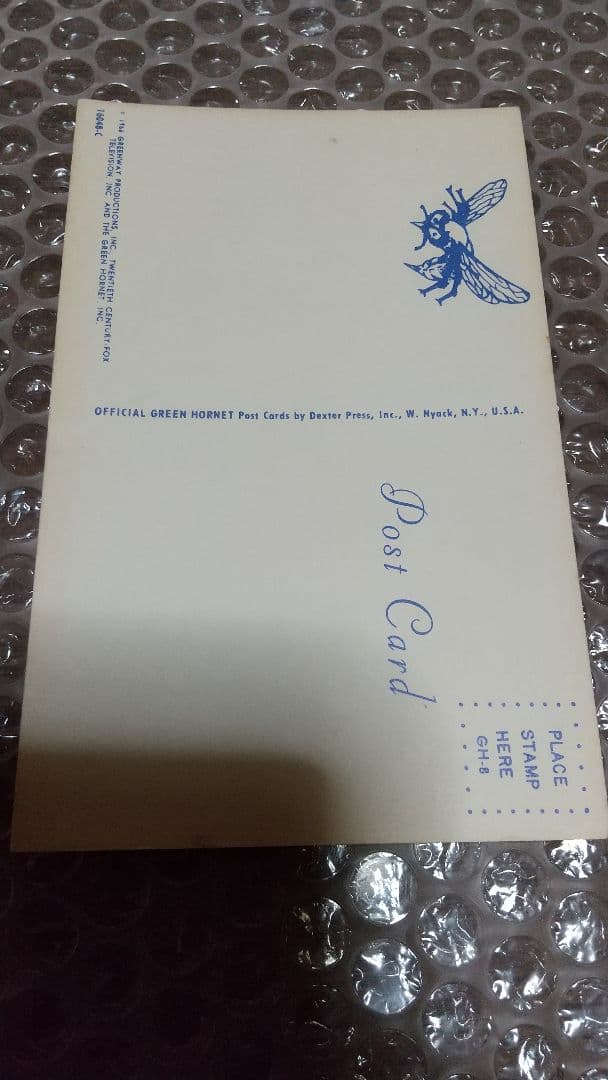 © 1966 GREENWAY PRODUCTIONS, INC., TWENTIETH CENTURY-FOX
TELEVISION, INC. AND THE GREEN HORNET, INC.
16048-C
OFFICIAL GREEN HORNET Post Cards by Dexter Press, Inc., W. Nyack, N.Y., U.S.A.
Post Card
PLACE
STAMP
HERE
GH-8